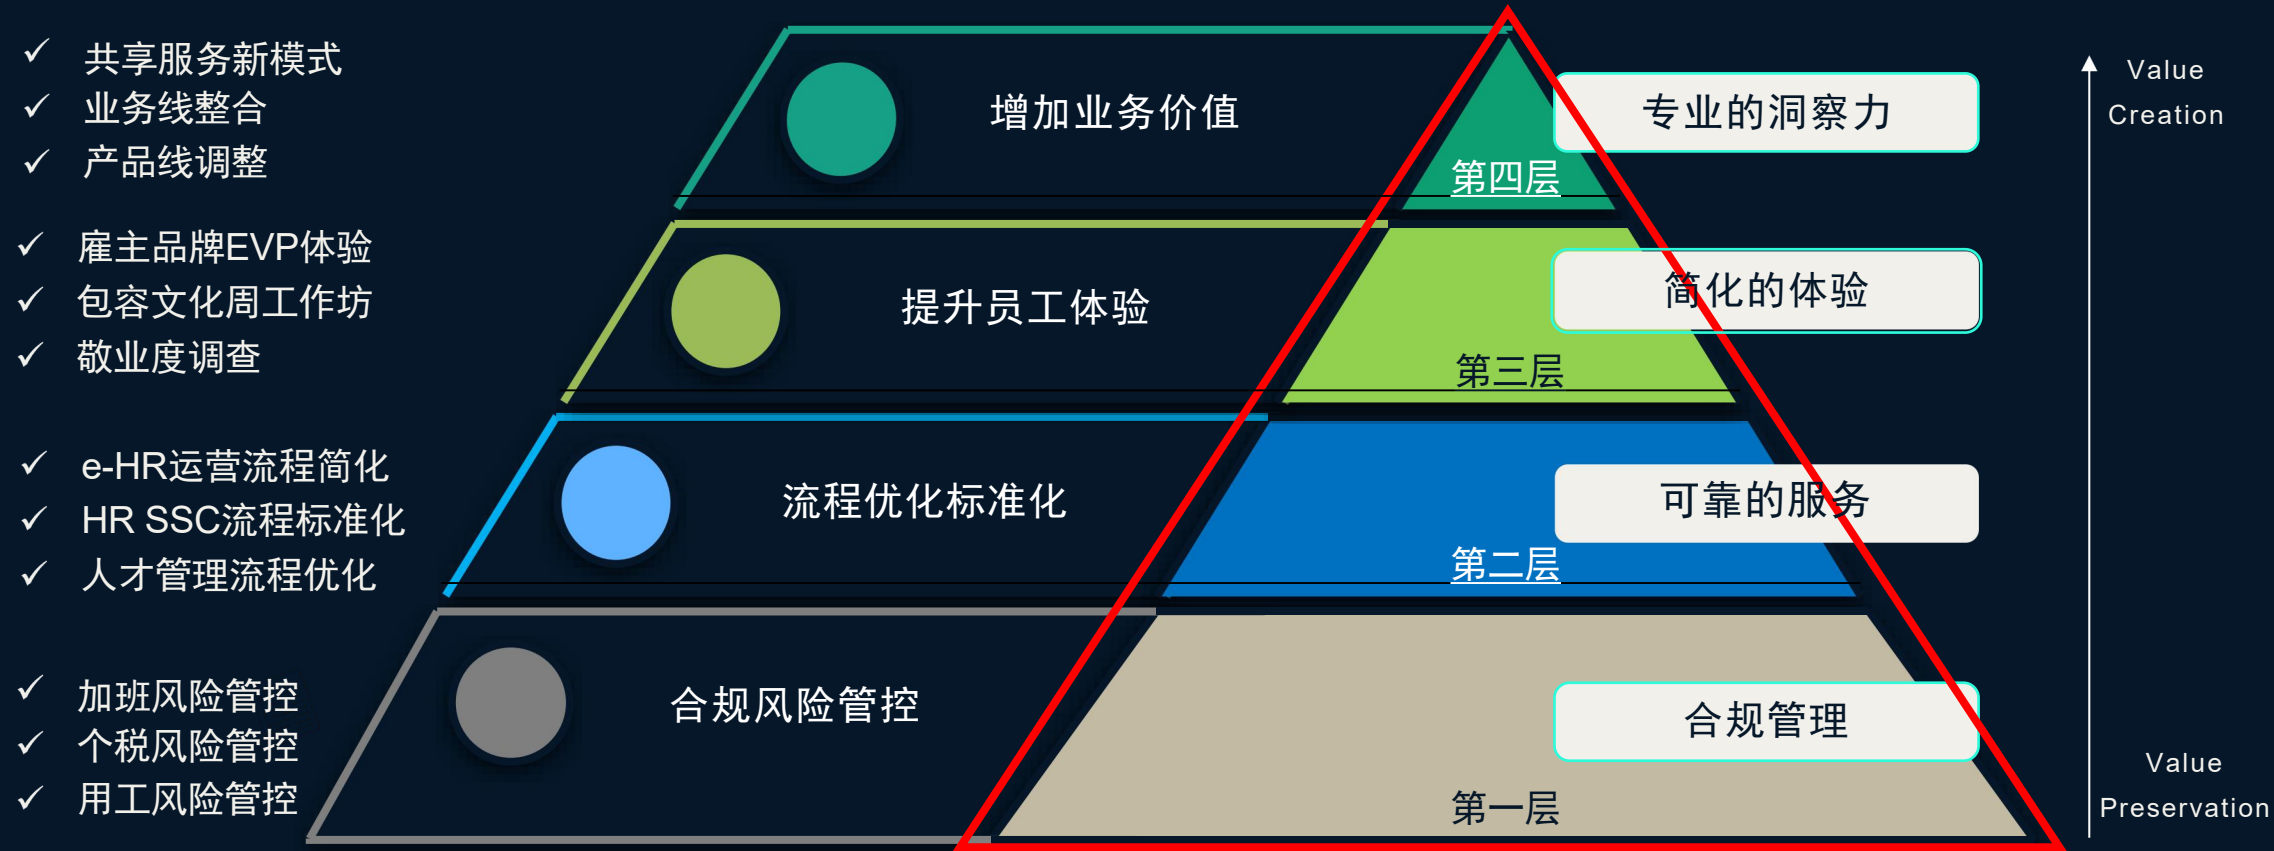 共享服务新模式
业务线整合
产品线调整
增加业务价值
第四层
专业的洞察力
Value
Creation
雇主品牌EVP体验
包容文化周工作坊
敬业度调查
提升员工体验
第三层
简化的体验
e-HR运营流程简化
HR SSC流程标准化
人才管理流程优化
流程优化标准化
第二层
可靠的服务
加班风险管控
个税风险管控
用工风险管控
合规风险管控
第一层
合规管理
Value
Preservation